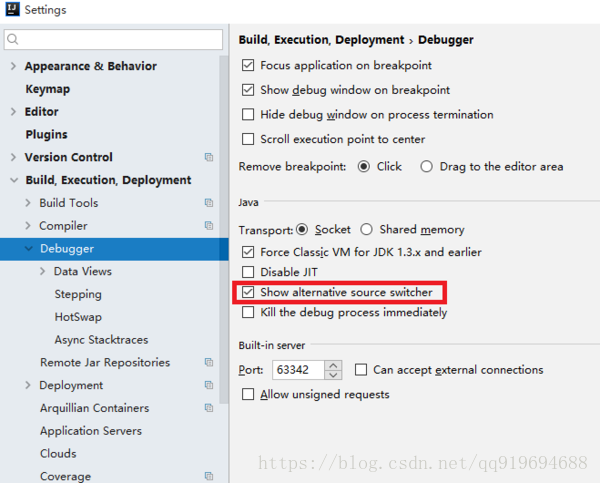 IJ Settings
Build, Execution, Deployment › Debugger
Appearance & Behavior
Keymap
Editor
Plugins
Version Control
Build, Execution, Deployment
Build Tools
Compiler
Debugger
Data Views
Stepping
HotSwap
Async Stacktraces
Remote Jar Repositories
Deployment
Arquillian Containers
Application Servers
Clouds
Coverage
Focus application on breakpoint
Show debug window on breakpoint
Hide debug window on process termination
Scroll execution point to center
Remove breakpoint: Click Drag to the editor area
Java
Transport: Socket Shared memory
Force Classic VM for JDK 1.3.x and earlier
Disable JIT
Show alternative source switcher
Kill the debug process immediately
Built-in server
Port: 63342 Can accept external connections
Allow unsigned requests
https://blog.csdn.net/qq919694688